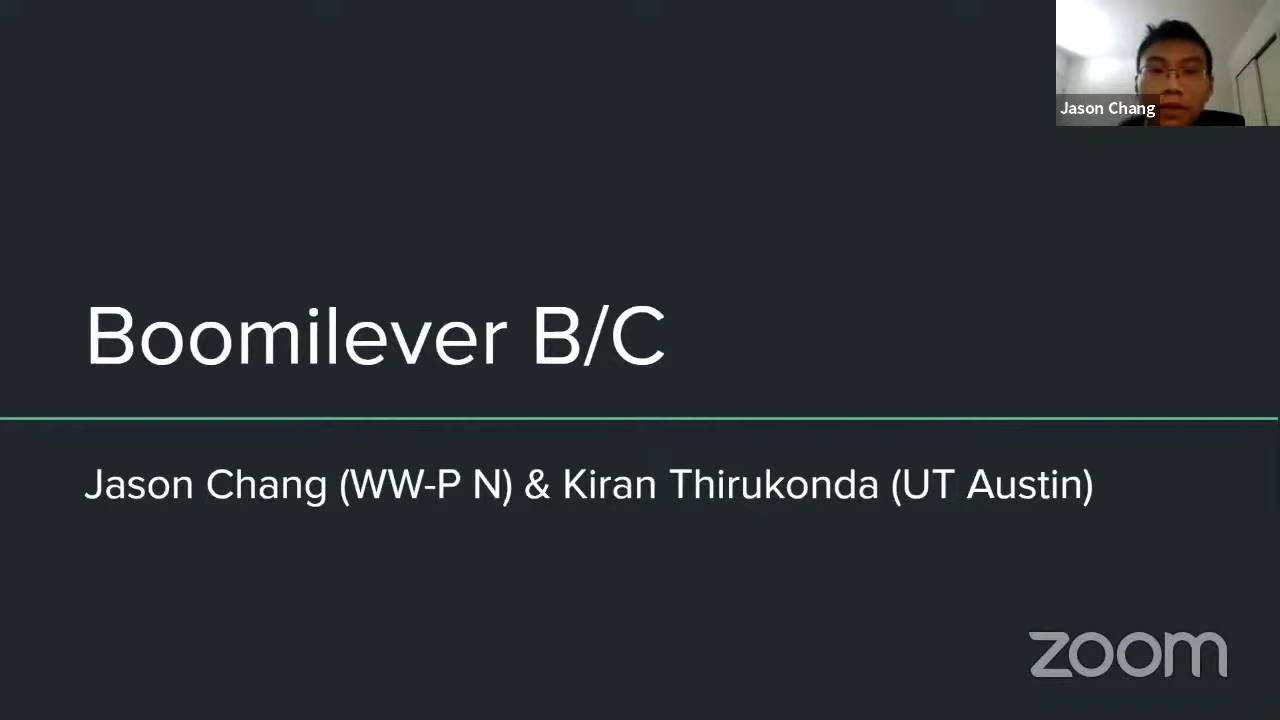 Jason Chang
Boomilever B/C
Jason Chang (WW-P N) & Kiran Thirukonda (UT Austin)
zoom